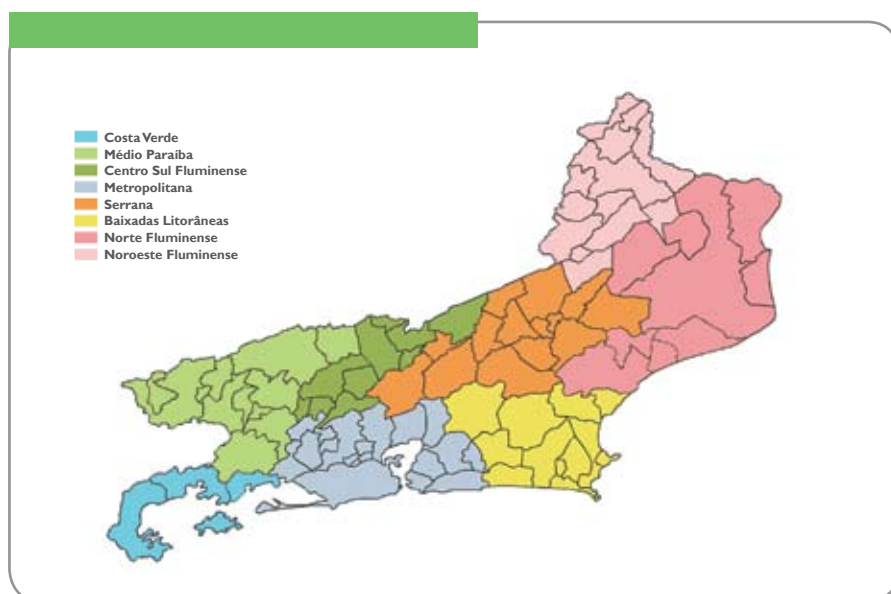 Costa Verde
Médio Paraíba
Centro Sul Fluminense
Metropolitana
Serrana
Baixadas Litorâneas
Norte Fluminense
Noroeste Fluminense